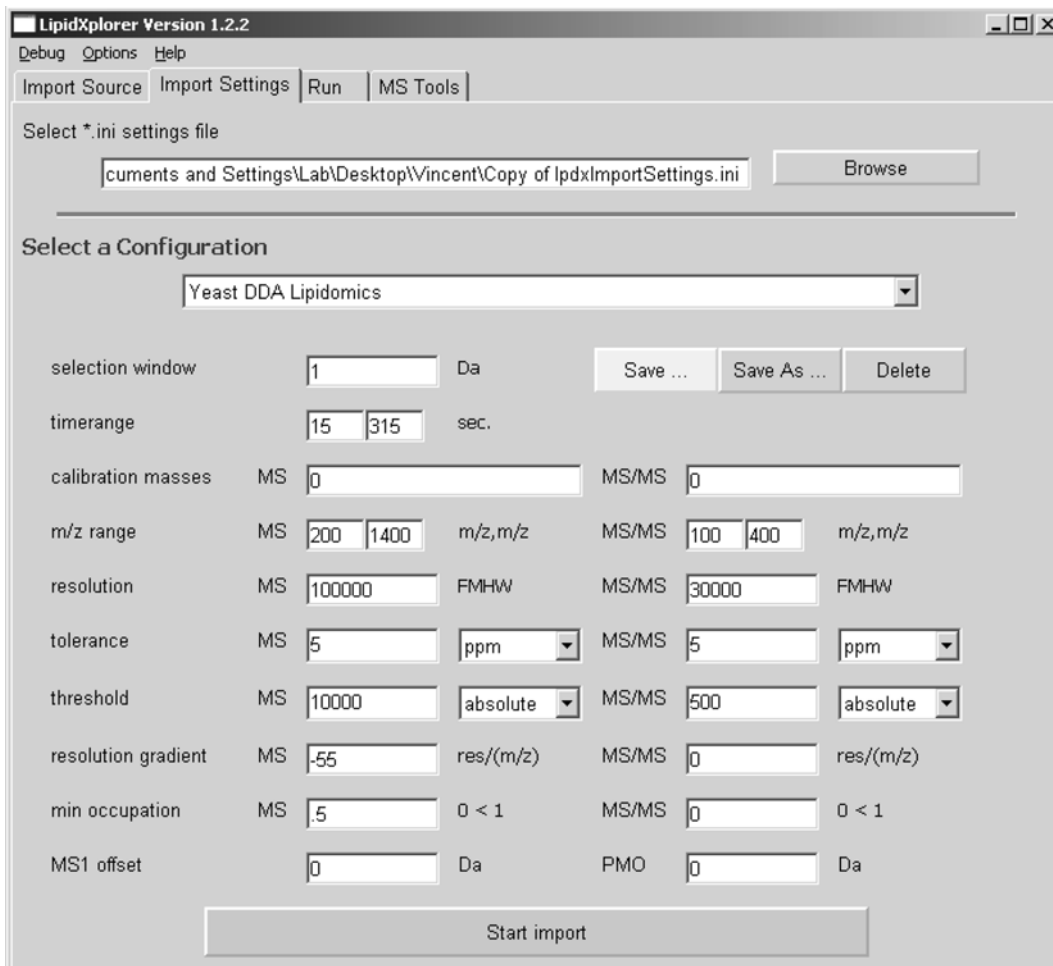 LipidXplorer Version 1.2.2
Debug Options Help
Import Source Import Settings Run MS Tools
Select *.ini settings file
cuments and Settings\Lab\Desktop\Vincent\Copy of lpdxImportSettings.ini Browse
Select a Configuration
Yeast DDA Lipidomics
selection window 1 Da Save ... Save As ... Delete
timerange 15 315 sec.
calibration masses MS 0 MS/MS 0
m/z range MS 200 1400 m/z,m/z MS/MS 100 400 m/z,m/z
resolution MS 100000 FMHW MS/MS 30000 FMHW
tolerance MS 5 ppm MS/MS 5 ppm
threshold MS 10000 absolute MS/MS 500 absolute
resolution gradient MS -55 res/(m/z) MS/MS 0 res/(m/z)
min occupation MS .5 0 < 1 MS/MS 0 0 < 1
MS1 offset 0 Da PMO 0 Da
Start import